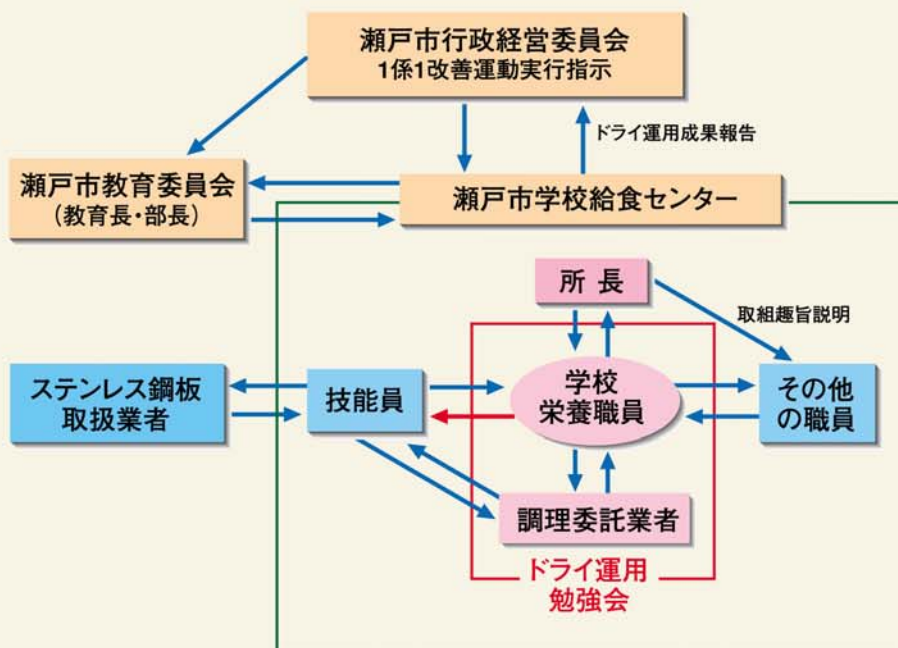 瀬戸市行政経営委員会
1係1改善運動実行指示
ドライ運用成果報告
瀬戸市教育委員会
(教育長・部長)
瀬戸市学校給食センター
所 長
取組趣旨説明
ステンレス鋼板
取扱業者
技能員
学校
栄養職員
その他
の職員
調理委託業者
ドライ運用
勉強会